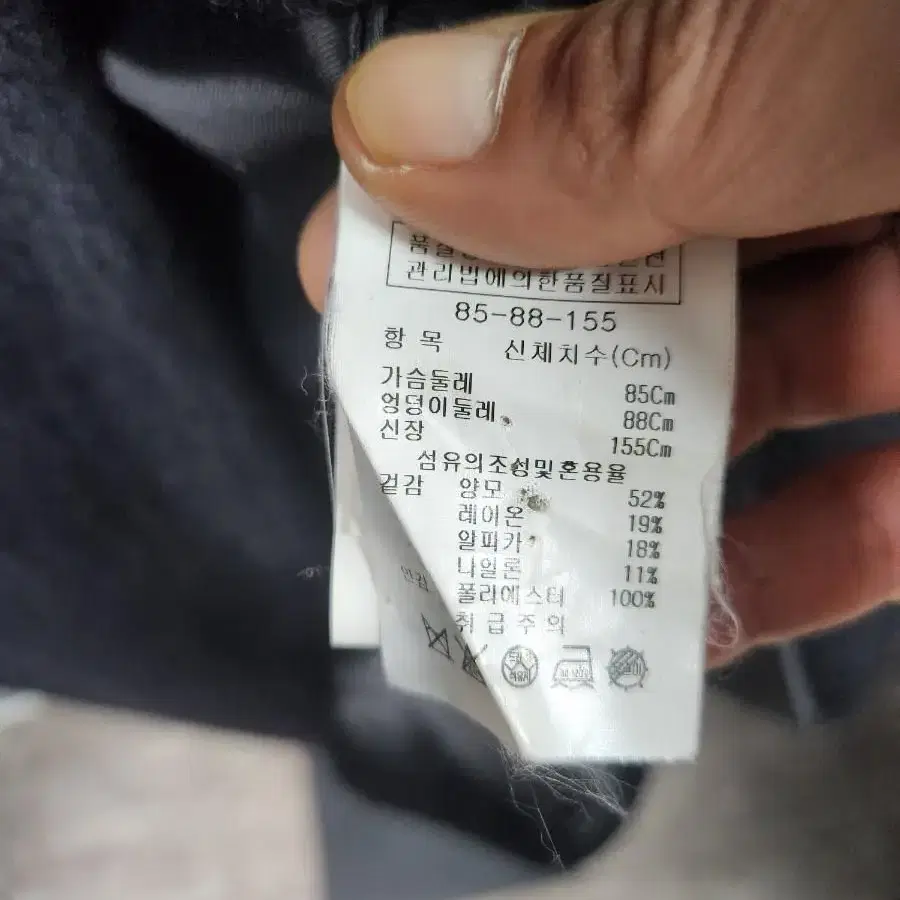 관리법에의한품질표시
85-88-155
항 목 신체치수(Cm)
가슴둘레 85Cm
엉덩이둘레 88Cm
신장 155Cm
섬유의조성및혼용율
겉감 양모 52%
레이온 19%
알파카 18%
나일론 11%
안감 폴리에스터 100%
취급주의